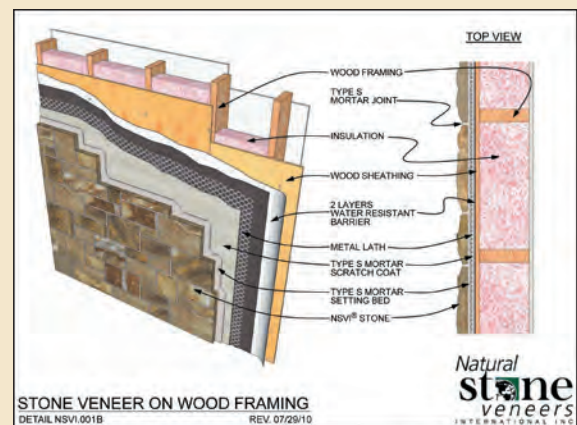 TOP VIEW
WOOD FRAMING
TYPE S
MORTAR JOINT
INSULATION
WOOD SHEATHING
2 LAYERS
WATER RESISTANT
BARRIER
METAL LATH
TYPE S MORTAR
SCRATCH COAT
TYPE S MORTAR
SETTING BED
NSVI® STONE
STONE VENEER ON WOOD FRAMING
DETAIL NSVI.001B REV. 07/29/10
Natural
stone
veneers
INTERNATIONAL INC